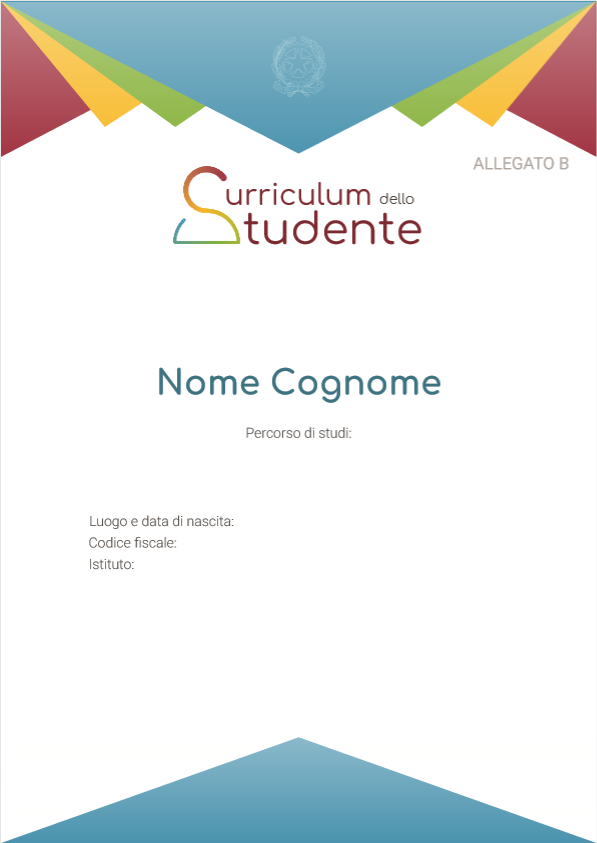 ALLEGATO B
Curriculum dello
Studente
Nome Cognome
Percorso di studi:
Luogo e data di nascita:
Codice fiscale:
Istituto: